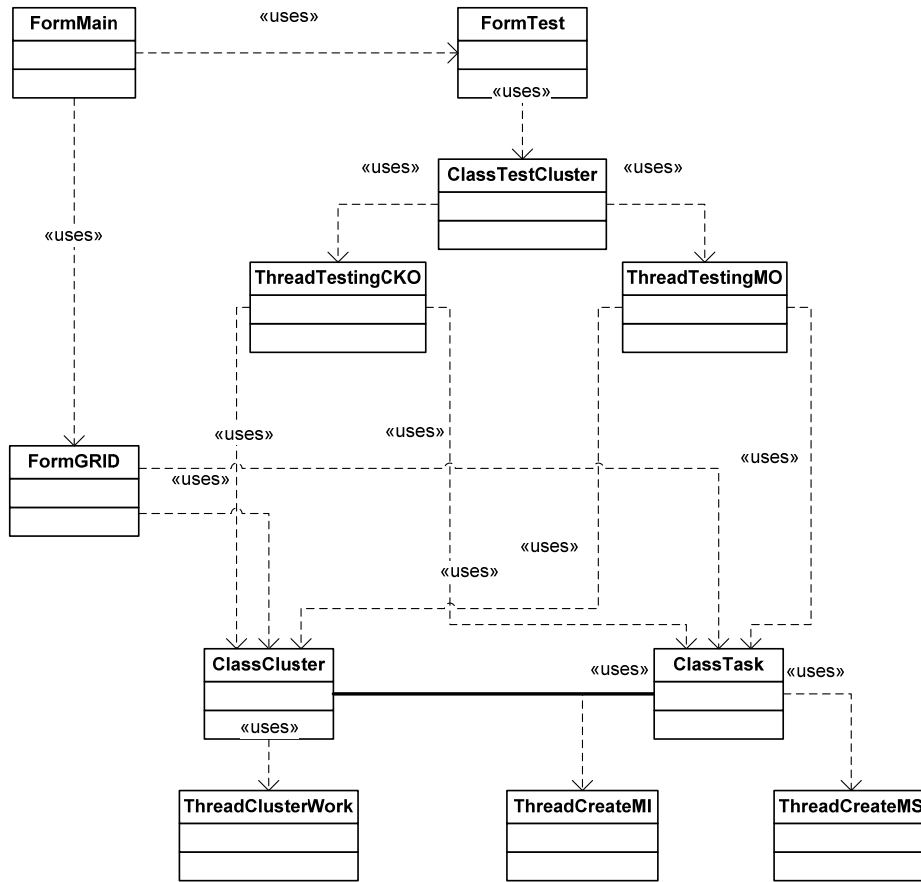 «uses»
FormMain
FormTest
«uses»
ClassTestCluster
«uses»
«uses»
«uses»
ThreadTestingCKO
ThreadTestingMO
«uses»
«uses»
FormGRID
«uses»
«uses»
«uses»
«uses»
ClassCluster
«uses»
ClassTask
«uses»
«uses»
ThreadClusterWork
ThreadCreateMI
ThreadCreateMS